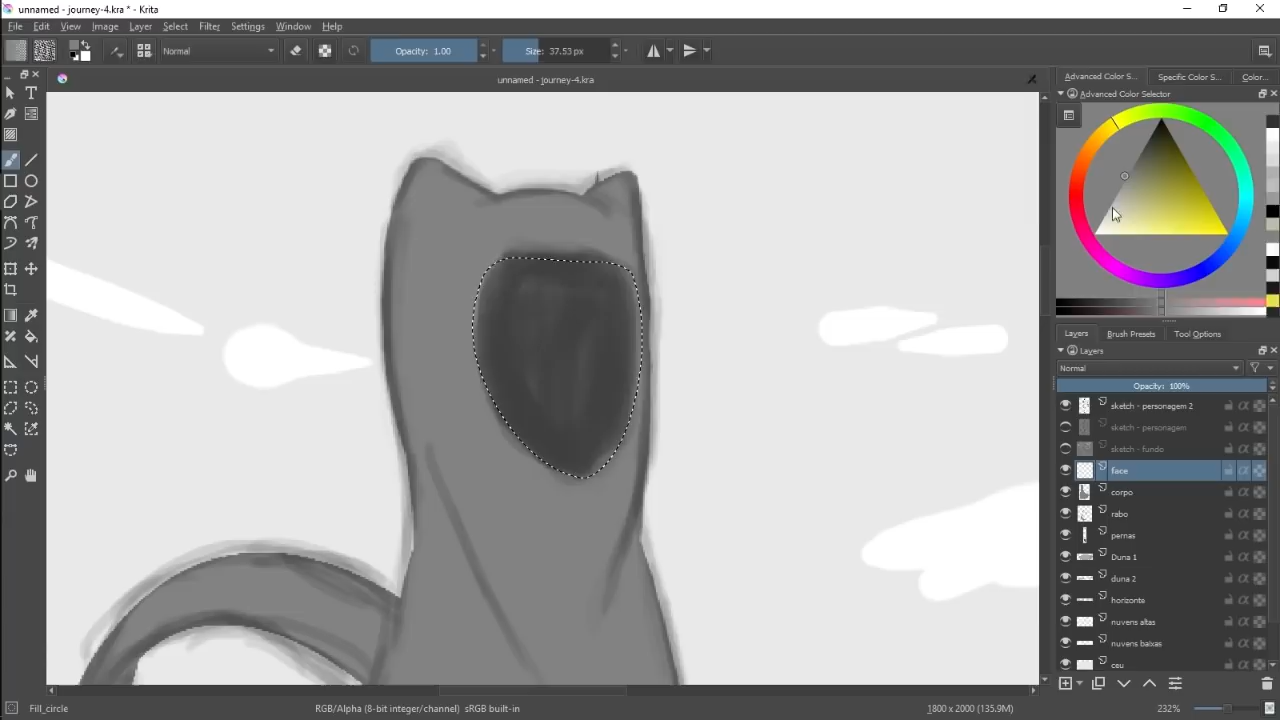 unnamed - journey-4.kra * - Krita
File Edit View Image Layer Select Filter Settings Window Help
Normal Opacity: 1.00 Size: 37.53 px
unnamed - journey-4.kra
Advanced Color S... Specific Color S... Color...
Advanced Color Selector
Layers Brush Presets Tool Options
Layers
Normal
Opacity: 100%
sketch - personagem 2
sketch - personagem
sketch - fundo
face
corpo
rabo
pernas
Duna 1
duna 2
horizonte
nuvens altas
nuvens baixas
ceu
Fill_circle RGB/Alpha (8-bit integer/channel) sRGB built-in 1800 x 2000 (135.9M) 232%